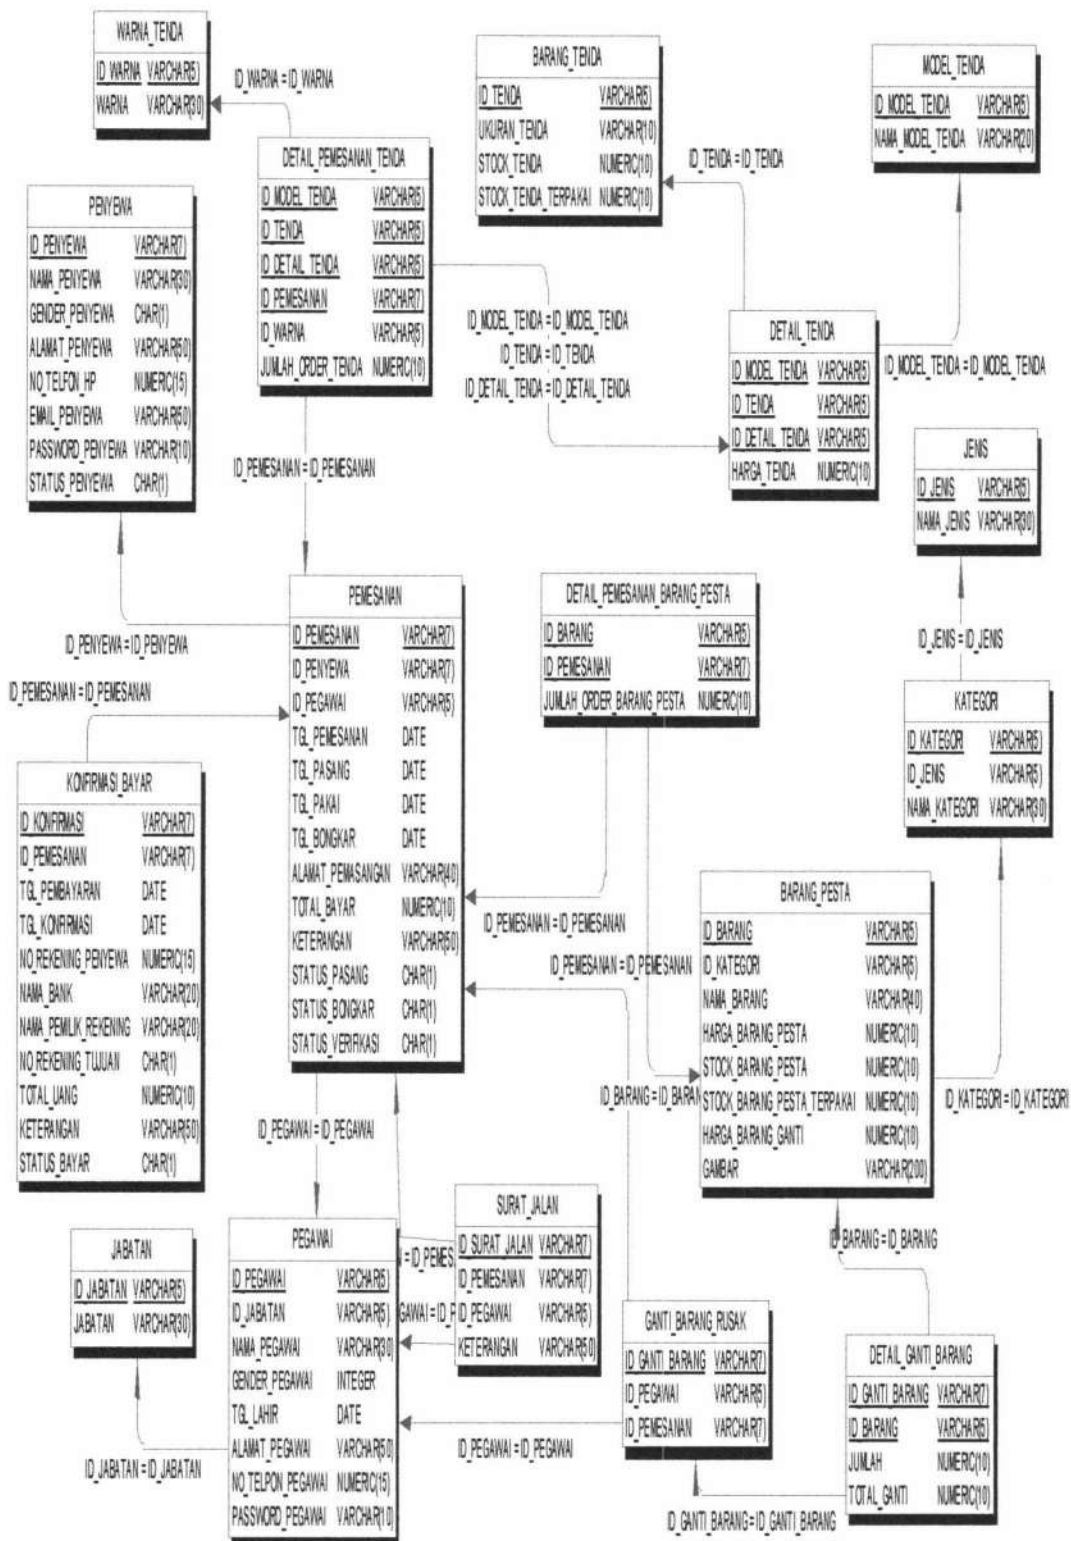 WARNA_TENDA
ID_WARNA VARCHAR(5)
WARNA VARCHAR(30)
ID_WARNA = ID_WARNA
BARANG_TENDA
ID_TENDA VARCHAR(5)
UKURAN_TENDA VARCHAR(10)
STOCK_TENDA NUMERIC(10)
STOCK_TENDA_TERPAKAI NUMERIC(10)
MODEL_TENDA
ID_MODEL_TENDA VARCHAR(5)
NAMA_MODEL_TENDA VARCHAR(20)
DETAIL_PEMESANAN_TENDA
ID_MODEL_TENDA VARCHAR(5)
ID_TENDA VARCHAR(5)
ID_DETAIL_TENDA VARCHAR(5)
ID_PEMESANAN VARCHAR(7)
ID_WARNA VARCHAR(5)
JUMLAH_ORDER_TENDA NUMERIC(10)
ID_TENDA = ID_TENDA
PENYEWA
ID_PENYEWA VARCHAR(7)
NAMA_PENYEWA VARCHAR(30)
GENDER_PENYEWA CHAR(1)
ALAMAT_PENYEWA VARCHAR(50)
NO_TELFON_HP NUMERIC(15)
EMAIL_PENYEWA VARCHAR(50)
PASSWORD_PENYEWA VARCHAR(10)
STATUS_PENYEWA CHAR(1)
ID_MODEL_TENDA = ID_MODEL_TENDA
ID_TENDA = ID_TENDA
ID_DETAIL_TENDA = ID_DETAIL_TENDA
DETAIL_TENDA
ID_MODEL_TENDA VARCHAR(5)
ID_TENDA VARCHAR(5)
ID_DETAIL_TENDA VARCHAR(5)
HARGA_TENDA NUMERIC(10)
ID_MODEL_TENDA = ID_MODEL_TENDA
ID_PEMESANAN = ID_PEMESANAN
JENIS
ID_JENIS VARCHAR(5)
NAMA_JENIS VARCHAR(30)
ID_PENYEWA = ID_PENYEWA
PEMESANAN
ID_PEMESANAN VARCHAR(7)
ID_PENYEWA VARCHAR(7)
ID_PEGAWAI VARCHAR(5)
TGL_PEMESANAN DATE
TGL_PASANG DATE
TGL_PAKAI DATE
TGL_BONGKAR DATE
ALAMAT_PEMASANGAN VARCHAR(40)
TOTAL_BAYAR NUMERIC(10)
KETERANGAN VARCHAR(50)
STATUS_PASANG CHAR(1)
STATUS_BONGKAR CHAR(1)
STATUS_VERIFIKASI CHAR(1)
DETAIL_PEMESANAN_BARANG_PESTA
ID_BARANG VARCHAR(5)
ID_PEMESANAN VARCHAR(7)
JUMLAH_ORDER_BARANG_PESTA NUMERIC(10)
ID_JENIS = ID_JENIS
KATEGORI
ID_KATEGORI VARCHAR(5)
ID_JENIS VARCHAR(5)
NAMA_KATEGORI VARCHAR(30)
ID_PEMESANAN = ID_PEMESANAN
KONFIRMASI_BAYAR
ID_KONFIRMASI VARCHAR(7)
ID_PEMESANAN VARCHAR(7)
TGL_PEMBAYARAN DATE
TGL_KONFIRMASI DATE
NO_REKENING_PENYEWA NUMERIC(15)
NAMA_BANK VARCHAR(20)
NAMA_PEMILIK_REKENING VARCHAR(20)
NO_REKENING_TUJUAN CHAR(1)
TOTAL_UANG NUMERIC(10)
KETERANGAN VARCHAR(50)
STATUS_BAYAR CHAR(1)
ID_PEMESANAN = ID_PEMESANAN
ID_PEMESANAN = ID_PEMESANAN
BARANG_PESTA
ID_BARANG VARCHAR(5)
ID_KATEGORI VARCHAR(5)
NAMA_BARANG VARCHAR(40)
HARGA_BARANG_PESTA NUMERIC(10)
STOCK_BARANG_PESTA NUMERIC(10)
STOCK_BARANG_PESTA_TERPAKAI NUMERIC(10)
HARGA_BARANG_GANTI NUMERIC(10)
GAMBAR VARCHAR(200)
ID_BARANG = ID_BARAN
ID_KATEGORI = ID_KATEGORI
ID_PEGAWAI = ID_PEGAWAI
JABATAN
ID_JABATAN VARCHAR(5)
JABATAN VARCHAR(30)
PEGAWAI
ID_PEGAWAI VARCHAR(5)
ID_JABATAN VARCHAR(5)
NAMA_PEGAWAI VARCHAR(30)
GENDER_PEGAWAI INTEGER
TGL_LAHIR DATE
ALAMAT_PEGAWAI VARCHAR(50)
NO_TELPON_PEGAWAI NUMERIC(15)
PASSWORD_PEGAWAI VARCHAR(10)
N = ID_PEMES
GAWAI = ID_P
SURAT_JALAN
ID_SURAT_JALAN VARCHAR(7)
ID_PEMESANAN VARCHAR(7)
ID_PEGAWAI VARCHAR(5)
KETERANGAN VARCHAR(50)
ID_BARANG = ID_BARANG
GANTI_BARANG_RUSAK
ID_GANTI_BARANG VARCHAR(7)
ID_PEGAWAI VARCHAR(5)
ID_PEMESANAN VARCHAR(7)
DETAIL_GANTI_BARANG
ID_GANTI_BARANG VARCHAR(7)
ID_BARANG VARCHAR(5)
JUMLAH NUMERIC(10)
TOTAL_GANTI NUMERIC(10)
ID_JABATAN = ID_JABATAN
ID_PEGAWAI = ID_PEGAWAI
ID_GANTI_BARANG = ID_GANTI_BARANG